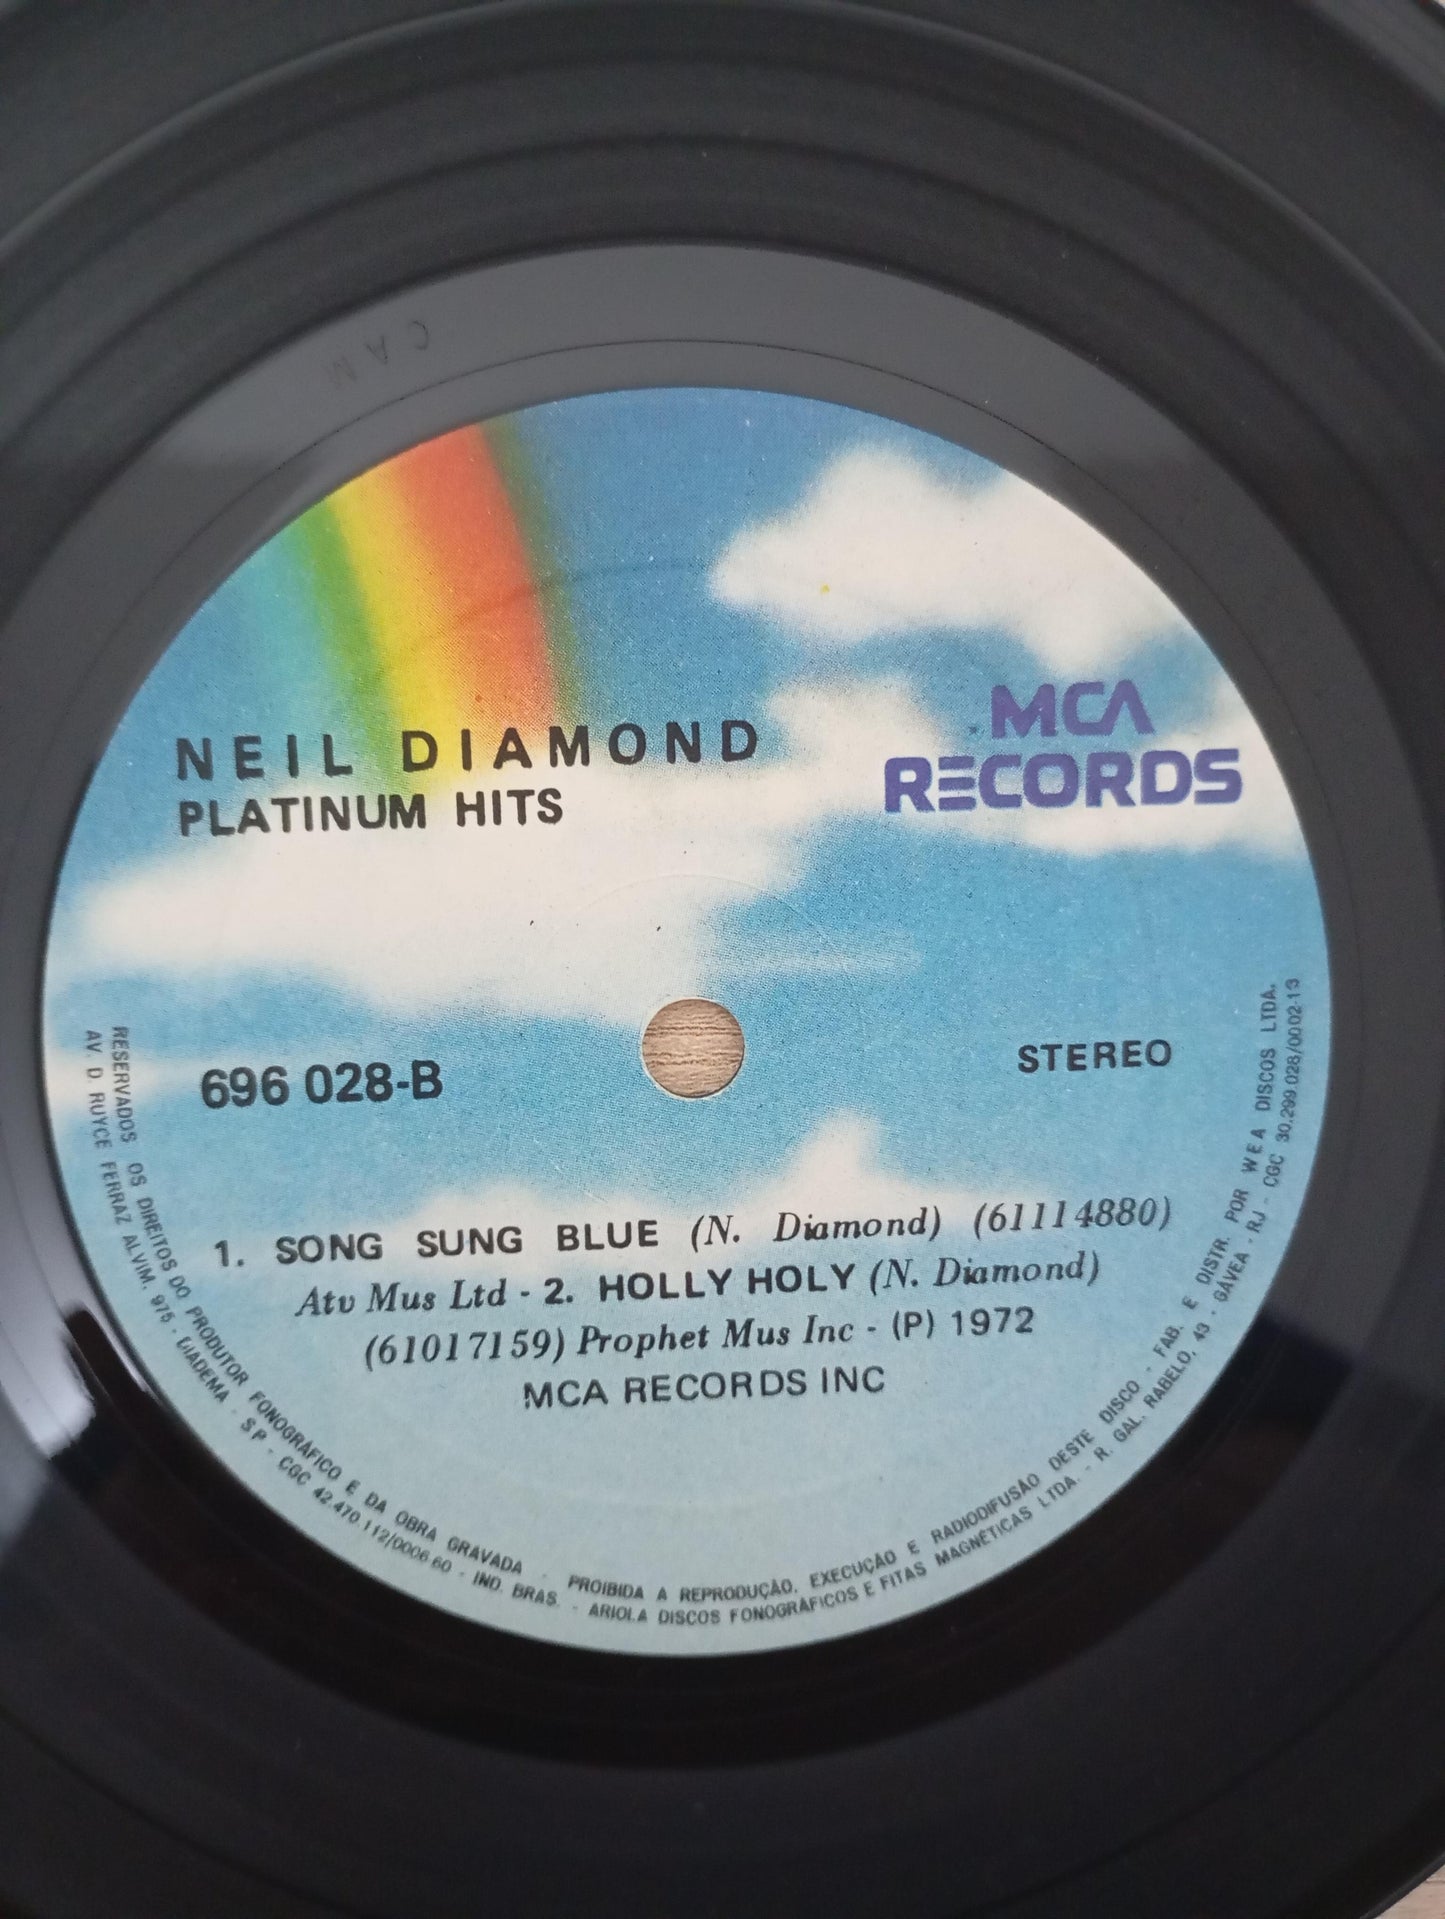 CAM
NEIL DIAMOND
PLATINUM HITS
MCA
RECORDS
696 028-B
STEREO
1. SONG SUNG BLUE (N. Diamond) (61114880)
Atv Mus Ltd - 2. HOLLY HOLY (N. Diamond)
(61017159) Prophet Mus Inc - (P) 1972
MCA RECORDS INC
RESERVADOS OS DIREITOS DO PRODUTOR FONOGRÁFICO E DA OBRA GRAVADA - PROIBIDA A REPRODUÇÃO, EXECUÇÃO E RADIODIFUSÃO DESTE DISCO - FAB. E DISTR. POR WEA DISCOS LTDA.
AV. D. RUYCE FERRAZ ALVIM, 975 - DIADEMA - SP - CGC 42.470.112/0006.60 - IND. BRAS. - ARIOLA DISCOS FONOGRÁFICOS E FITAS MAGNÉTICAS LTDA. - R. GAL. RABELO, 43 - GÁVEA - RJ - CGC 30.299.028/0002-13